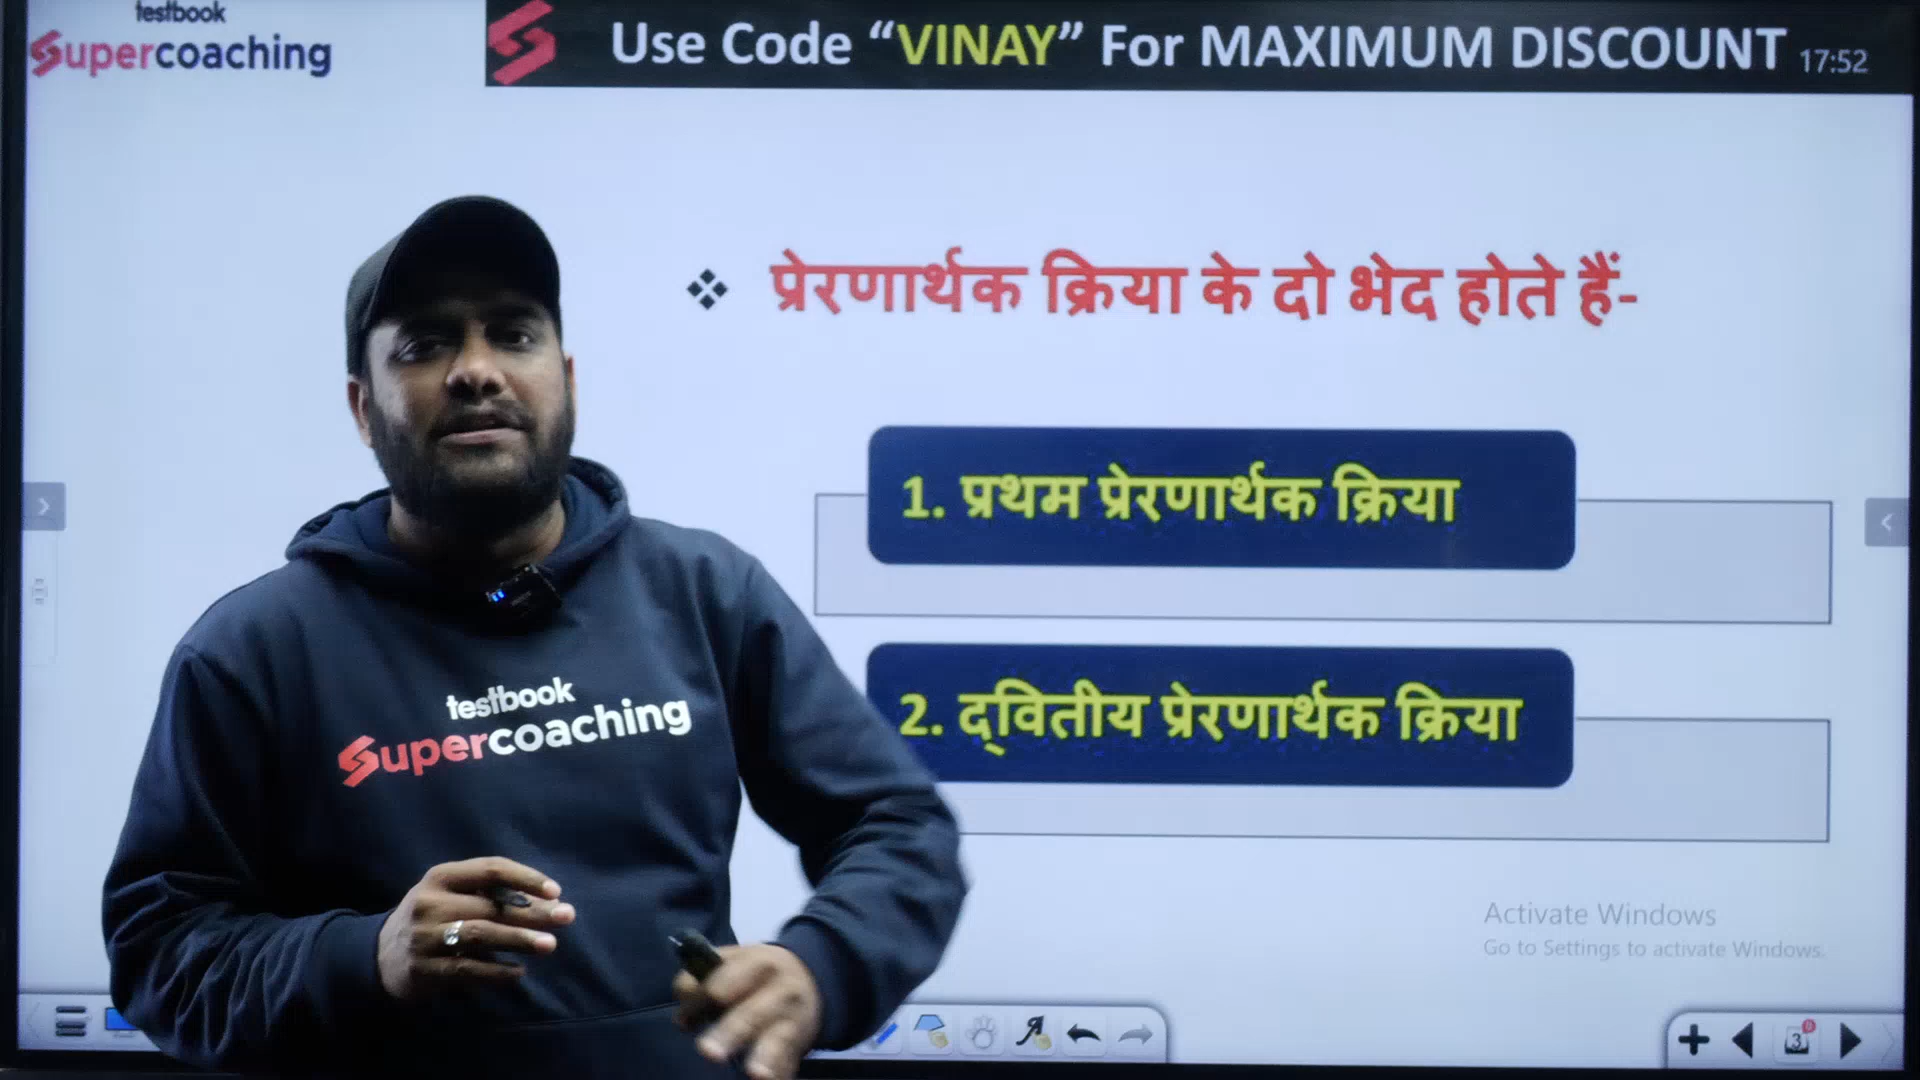 testbook
Supercoaching
Use Code “VINAY” For MAXIMUM DISCOUNT 17:52
❖ प्रेरणार्थक क्रिया के दो भेद होते हैं-
1. प्रथम प्रेरणार्थक क्रिया
2. द्वितीय प्रेरणार्थक क्रिया
testbook
Supercoaching
Activate Windows
Go to Settings to activate Windows.
3